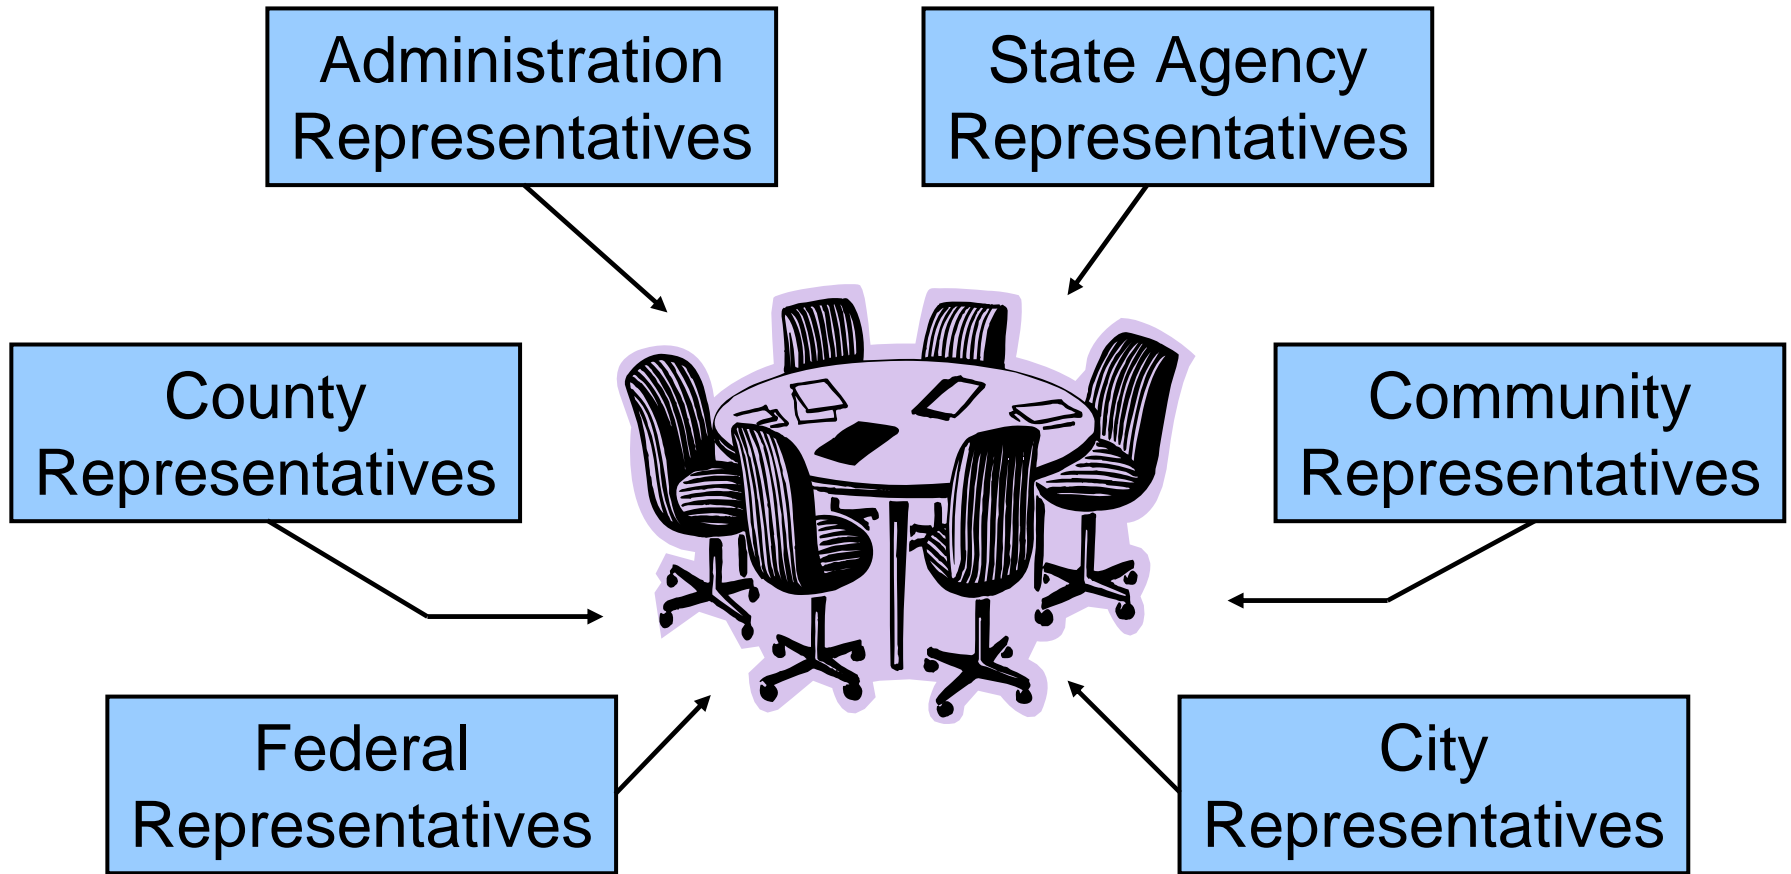 Administration
Representatives
State Agency
Representatives
County
Representatives
Community
Representatives
Federal
Representatives
City
Representatives